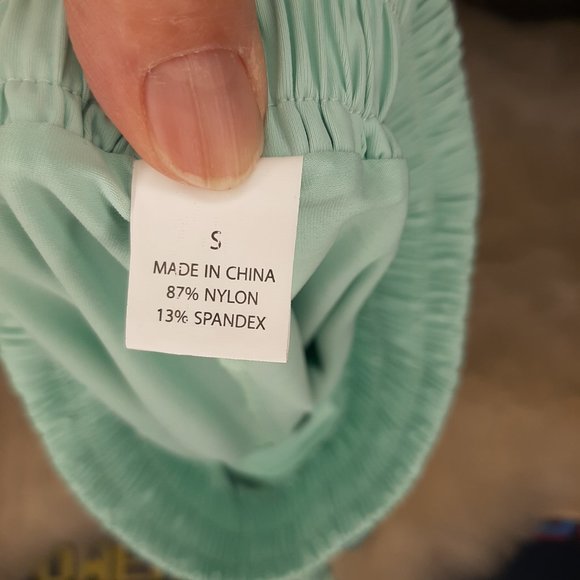 S
MADE IN CHINA
87% NYLON
13% SPANDEX